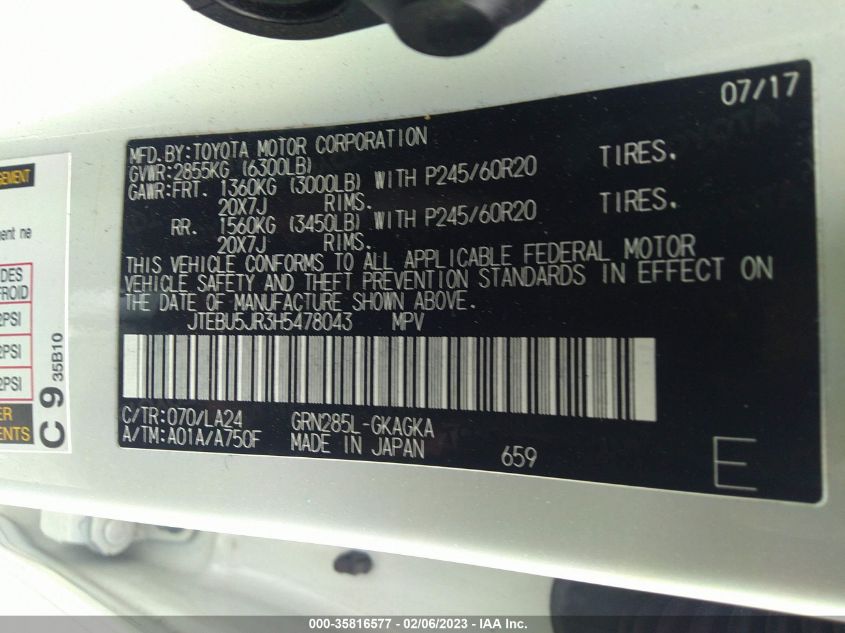 07/17
MFD. BY: TOYOTA MOTOR CORPORATION
GVWR: 2855KG (6300LB)
GAWR: FRT. 1360KG (3000LB) WITH P245/60R20 TIRES,
20X7J RIMS.
RR. 1560KG (3450LB) WITH P245/60R20 TIRES,
20X7J RIMS.
THIS VEHICLE CONFORMS TO ALL APPLICABLE FEDERAL MOTOR
VEHICLE SAFETY AND THEFT PREVENTION STANDARDS IN EFFECT ON
THE DATE OF MANUFACTURE SHOWN ABOVE.
JTEBU5JR3H5478043 MPV
C/TR: 070/LA24 GRN285L-GKAGKA
A/TM: A01A/A750F MADE IN JAPAN 659
E
2PSI
2PSI
2PSI
C 9 35B10
000-35816577 - 02/06/2023 - IAA Inc.